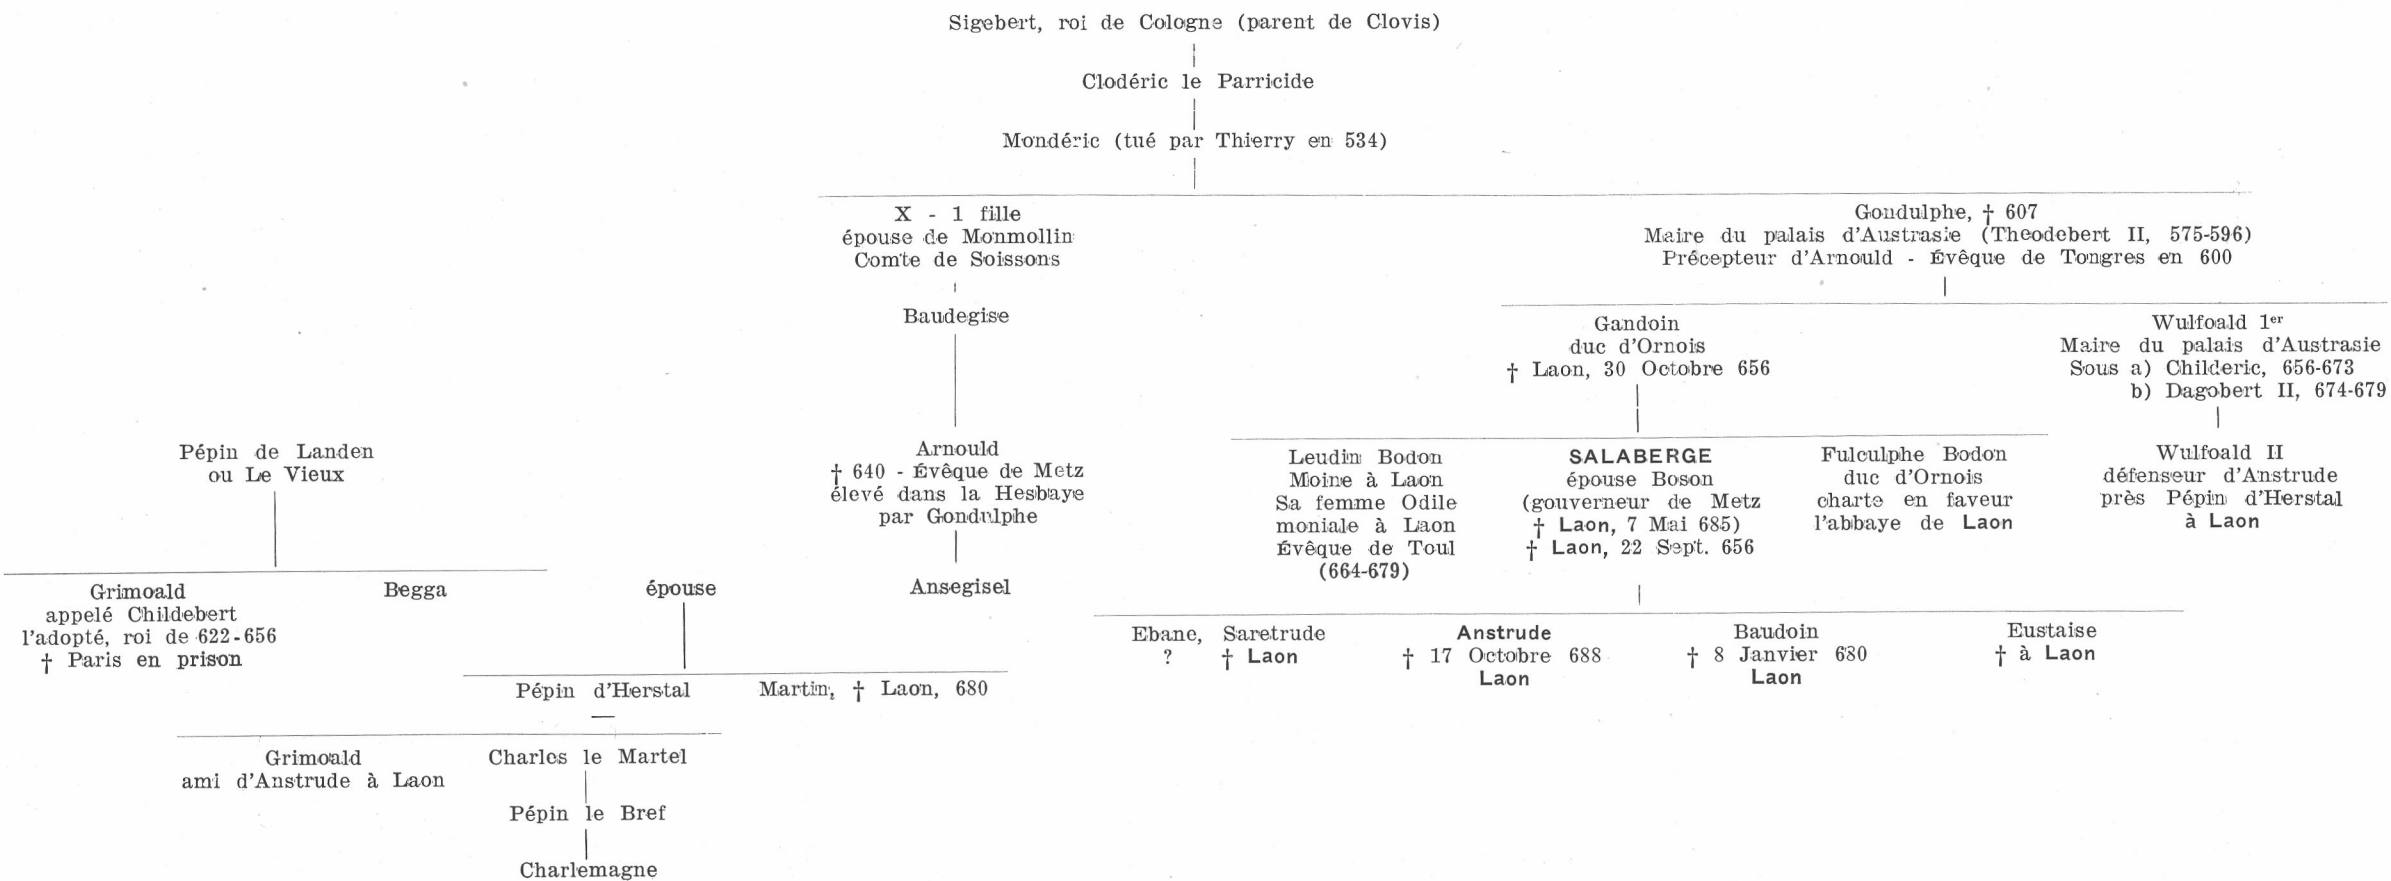 Sigebert, roi de Cologne (parent de Clovis)
Clodéric le Parricide
Mondéric (tué par Thierry en 534)
X - 1 fille
épouse de Monmollin
Comte de Soissons
Gondulphe, † 607
Maire du palais d'Austrasie (Theodebert II, 575-596)
Précepteur d'Arnould - Évêque de Tongres en 600
Baudegise
Gandoin
duc d'Ornois
† Laon, 30 Octobre 656
Wulfoald 1er
Maire du palais d'Austrasie
Sous a) Childeric, 656-673
b) Dagobert II, 674-679
Pépin de Landen
ou Le Vieux
Arnould
† 640 - Évêque de Metz
élevé dans la Hesbaye
par Gondulphe
Leudin Bodon
Moine à Laon
Sa femme Odile
moniale à Laon
Évêque de Toul
(664-679)
SALABERGE
épouse Boson
(gouverneur de Metz
† Laon, 7 Mai 685)
† Laon, 22 Sept. 656
Fulculphe Bodon
duc d'Ornois
charte en faveur
l'abbaye de Laon
Wulfoald II
défenseur d'Anstrude
près Pépin d'Herstal
à Laon
Grimoald
appelé Childebert
l'adopté, roi de 622-656
† Paris en prison
Begga
épouse
Ansegisel
Ebane, Saretrude
? † Laon
Anstrude
† 17 Octobre 688
Laon
Baudoin
† 8 Janvier 680
Laon
Eustaise
† à Laon
Pépin d'Herstal
Martin, † Laon, 680
Grimoald
ami d'Anstrude à Laon
Charles le Martel
Pépin le Bref
Charlemagne